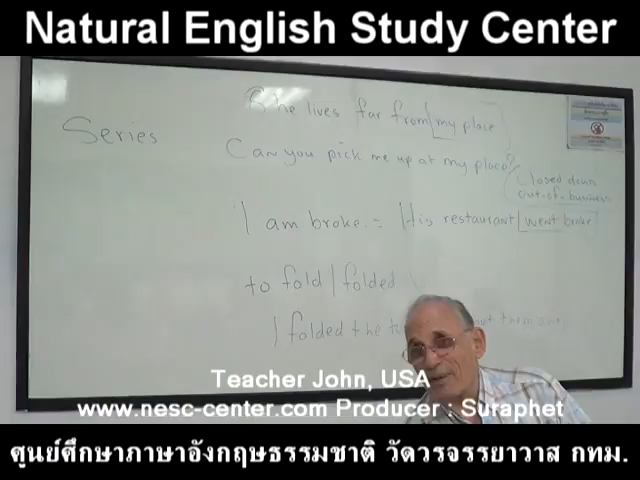 Natural English Study Center
She lives far from my place
Series
Can you pick me up at my place?
Closed down
out-of-business
I am broke = His restaurant went broke
to fold / folded
I folded the
Teacher John, USA
www.nesc-center.com Producer : Suraphet
ศูนย์ศึกษาภาษาอังกฤษธรรมชาติ วัดวรจรรยาวาส กทม.